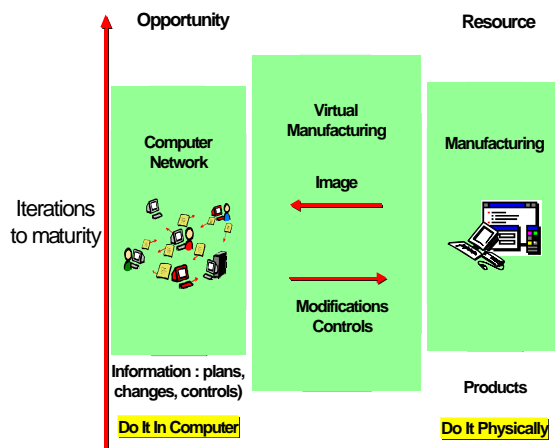 Opportunity
Resource
Virtual
Manufacturing
Computer
Network
Manufacturing
Image
Iterations
to maturity
Modifications
Controls
Information : plans,
changes, controls)
Products
Do It In Computer
Do It Physically